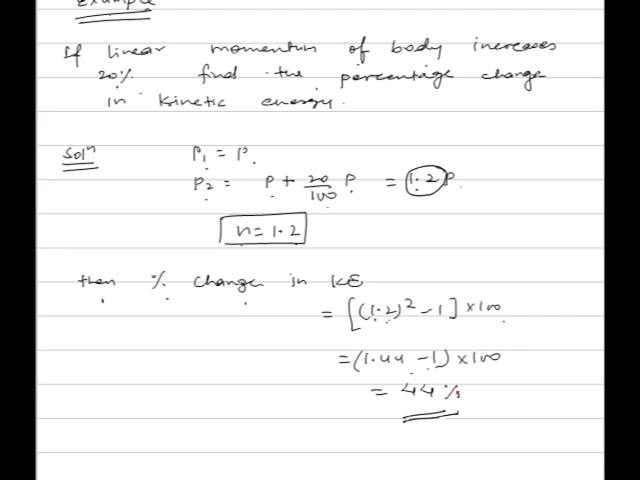 Example
If linear momentum of body increases
20% find the percentage change
in kinetic energy.
Solⁿ P₁ = P.
P₂ = P + 20/100 P = 1.2 P.
n = 1.2
then % change in KE
= [(1.2)² - 1] × 100
= (1.44 - 1) × 100
= 44%